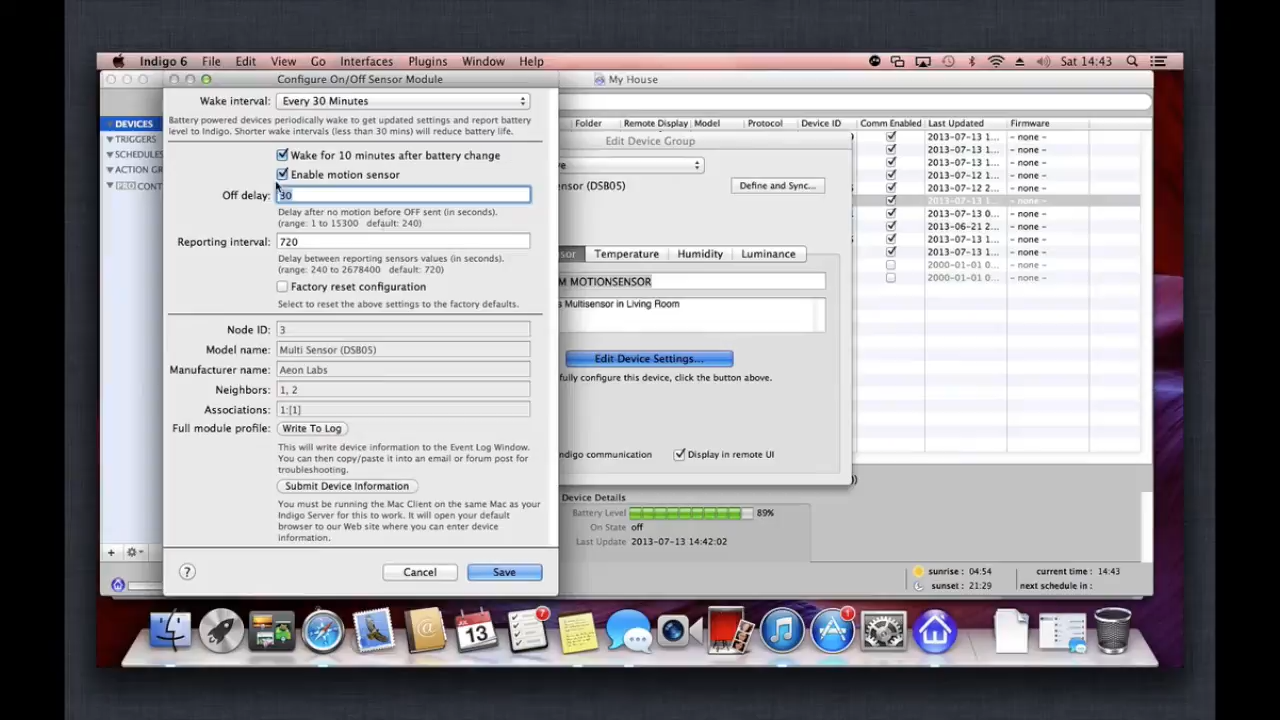 Indigo 6 File Edit View Go Interfaces Plugins Window Help Sat 14:43
Configure On/Off Sensor Module
My House
Wake interval: Every 30 Minutes
Battery powered devices periodically wake to get updated settings and report battery
level to Indigo. Shorter wake intervals (less than 30 mins) will reduce battery life.
Wake for 10 minutes after battery change
Enable motion sensor
Off delay: 30
Delay after no motion before OFF sent (in seconds).
(range: 1 to 15300 default: 240)
Reporting interval: 720
Delay between reporting sensors values (in seconds).
(range: 240 to 2678400 default: 720)
Factory reset configuration
Select to reset the above settings to the factory defaults.
Node ID: 3
Model name: Multi Sensor (DSB05)
Manufacturer name: Aeon Labs
Neighbors: 1, 2
Associations: 1:[1]
Full module profile: Write To Log
This will write device information to the Event Log Window.
You can then copy/paste it into an email or forum post for
troubleshooting.
Submit Device Information
You must be running the Mac Client on the same Mac as your
Indigo Server for this to work. It will open your default
browser to our Web site where you can enter device
information.
? Cancel Save
DEVICES
TRIGGERS
SCHEDULES
ACTION GR
PRO CONT
Folder Remote Display Model Protocol Device ID Comm Enabled Last Updated Firmware
Edit Device Group
Define and Sync...
nsor (DSB05)
sor Temperature Humidity Luminance
M MOTIONSENSOR
s Multisensor in Living Room
Edit Device Settings...
fully configure this device, click the button above.
ndigo communication Display in remote UI
2013-07-13 1... - none -
2013-07-13 1... - none -
2013-07-13 1... - none -
2013-07-12 1... - none -
2013-07-12 2... - none -
2013-07-13 1... - none -
2013-07-13 0... - none -
2013-06-21 2... - none -
2013-07-13 1... - none -
2013-07-13 1... - none -
2000-01-01 0... - none -
2000-01-01 0... - none -
Device Details
Battery Level 89%
On State off
Last Update 2013-07-13 14:42:02
sunrise : 04:54 current time : 14:43
sunset : 21:29 next schedule in :
13
7
1